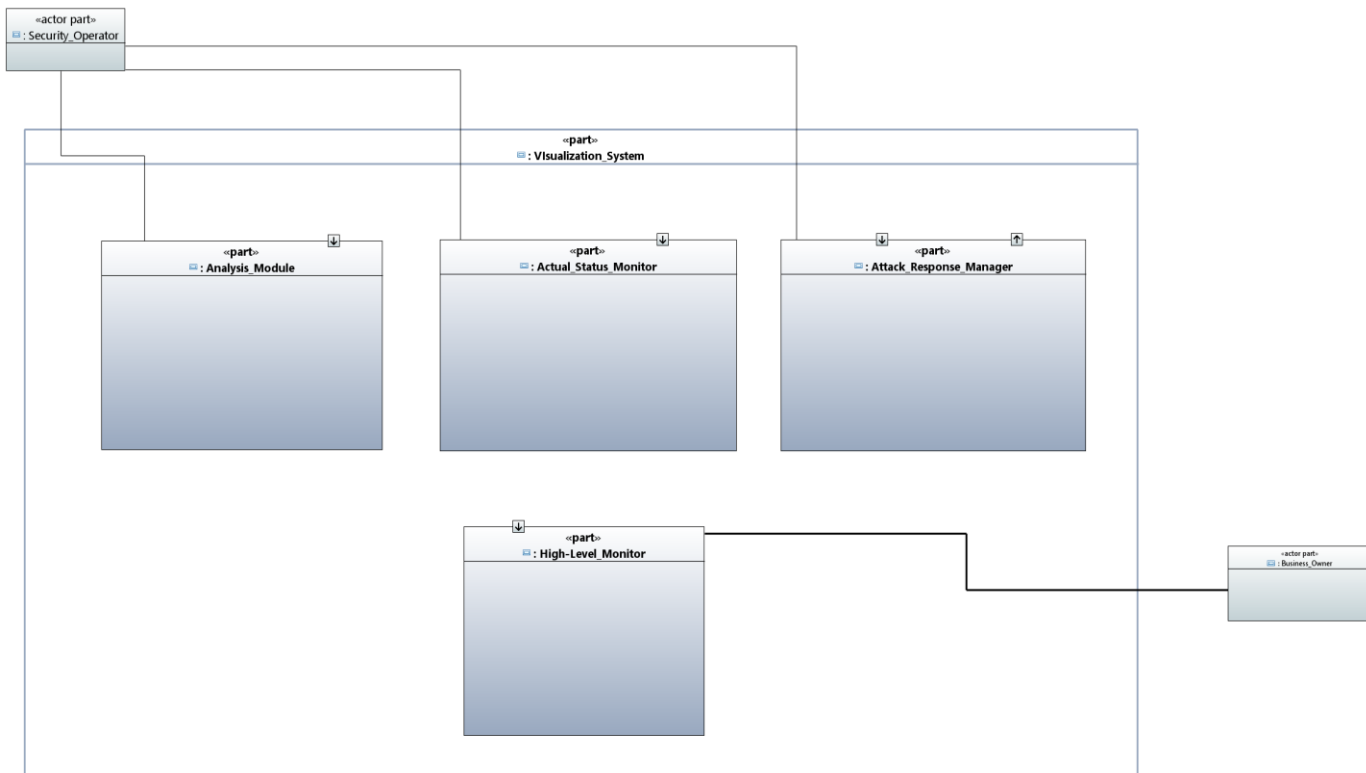 «actor part»
: Security_Operator
«part»
: VIsualization_System
«part»
: Analysis_Module
«part»
: Actual_Status_Monitor
«part»
: Attack_Response_Manager
«part»
: High-Level_Monitor
«actor part»
: Business_Owner